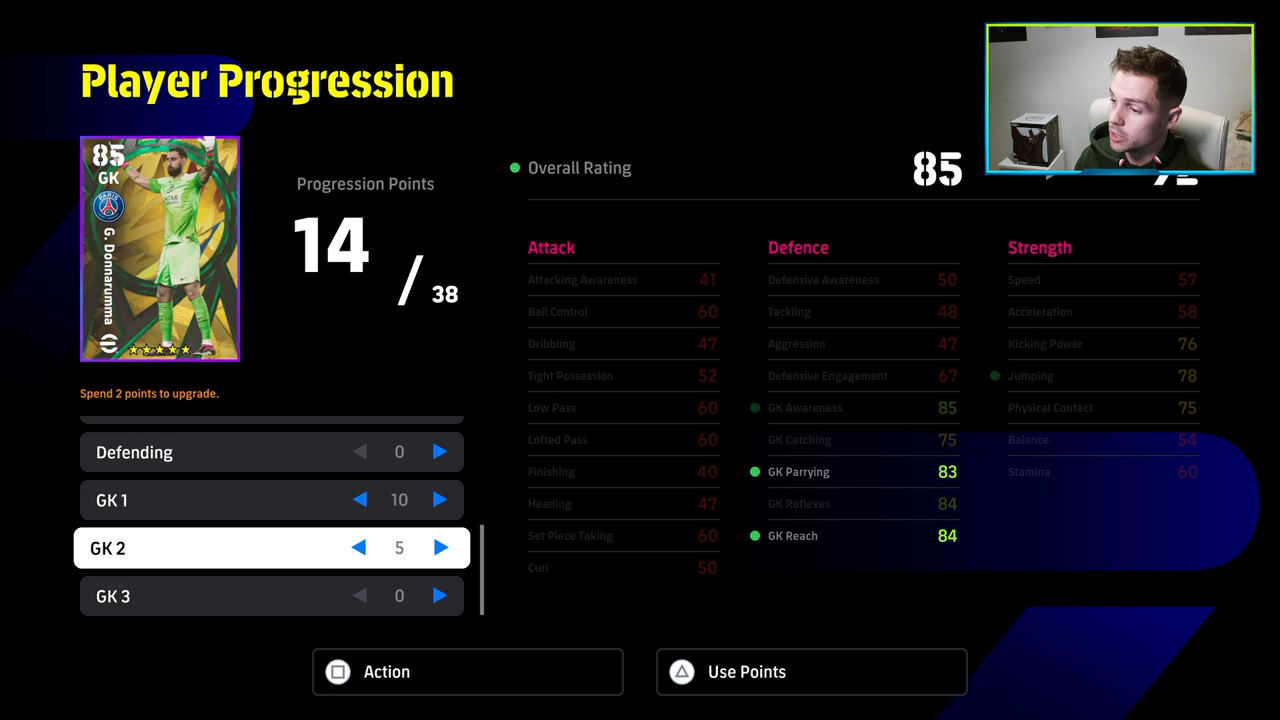 Player Progression
85
GK
PARIS
G. Donnarumma
Progression Points
14 / 38
Spend 2 points to upgrade.
Defending 0
GK 1 10
GK 2 5
GK 3 0
Overall Rating 85
Attack
Attacking Awareness 41
Ball Control 60
Dribbling 47
Tight Possession 52
Low Pass 60
Lofted Pass 60
Finishing 40
Heading 47
Set Piece Taking 60
Curl 50
Defence
Defensive Awareness 50
Tackling 48
Aggression 47
Defensive Engagement 67
GK Awareness 85
GK Catching 75
GK Parrying 83
GK Reflexes 84
GK Reach 84
Strength
Speed 57
Acceleration 58
Kicking Power 76
Jumping 78
Physical Contact 75
Balance 54
Stamina 60
Action
Use Points